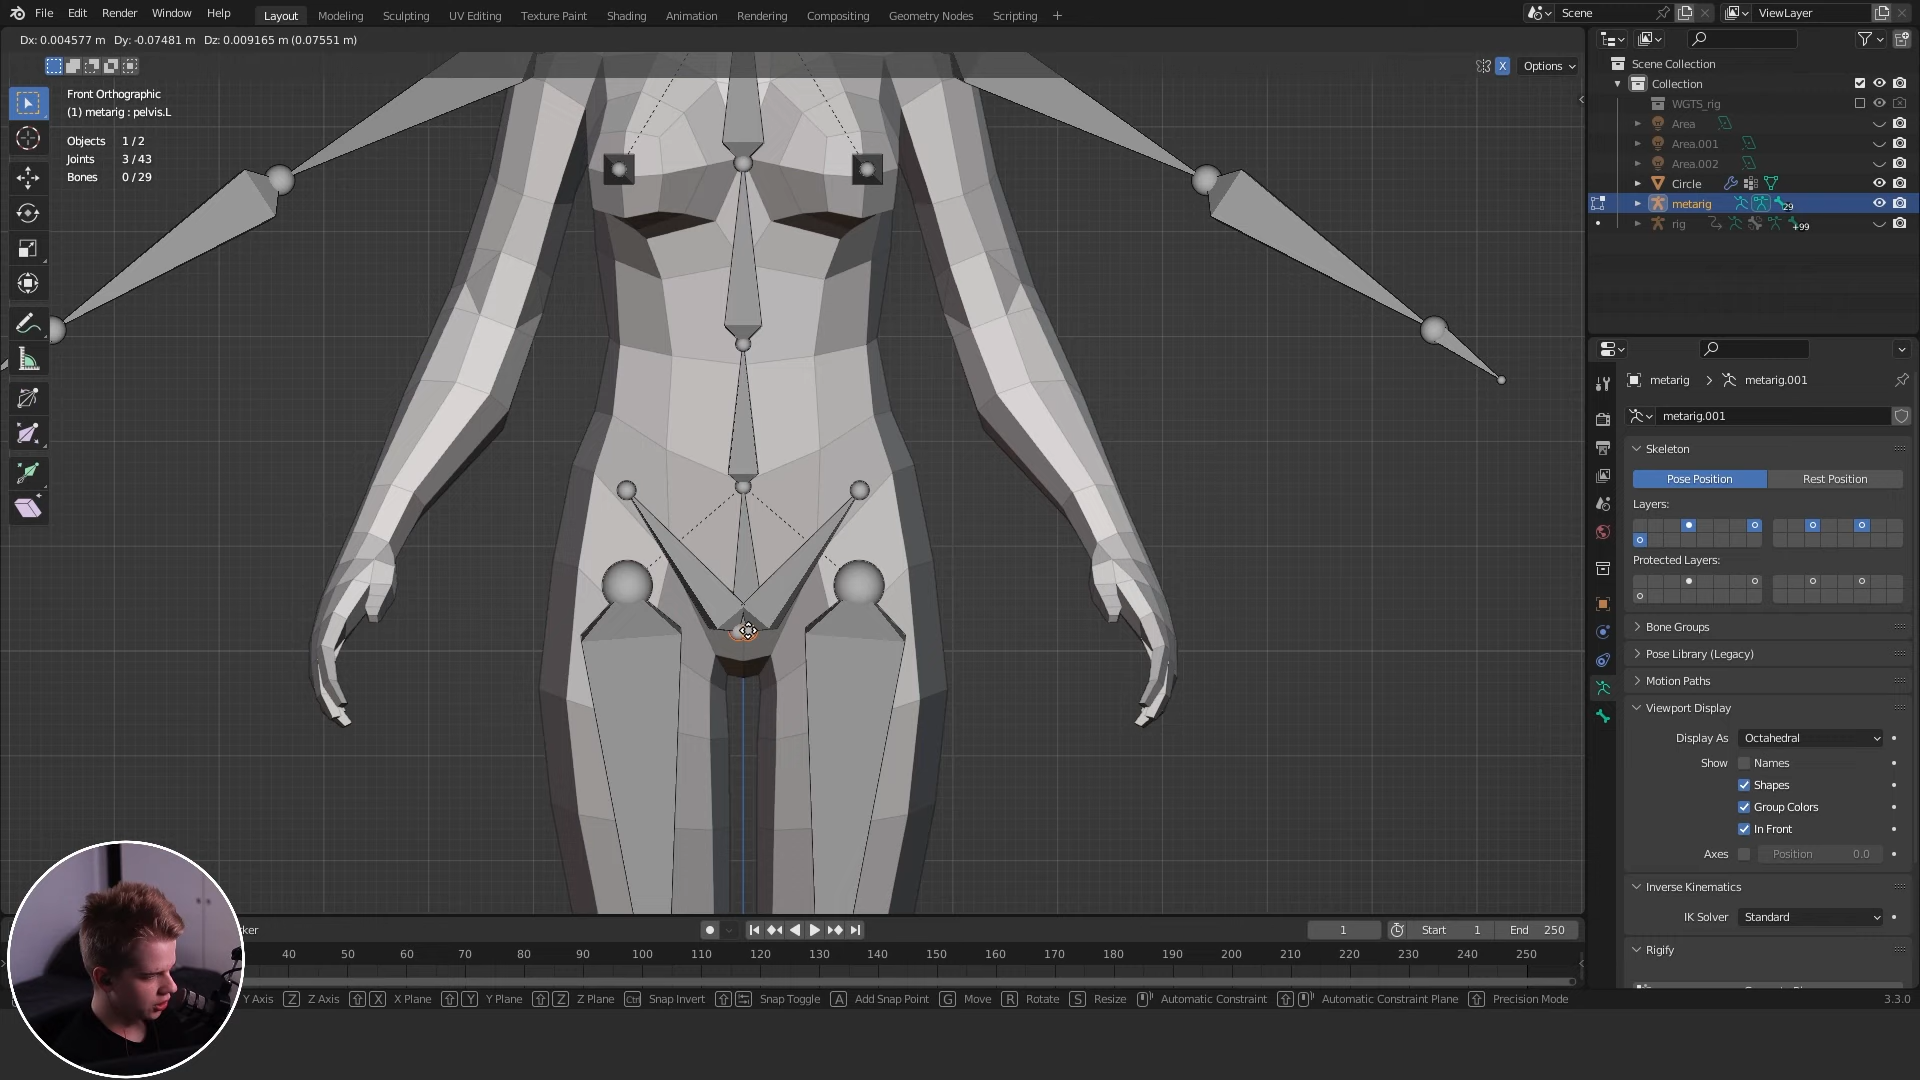 File Edit Render Window Help Layout Modeling Sculpting UV Editing Texture Paint Shading Animation Rendering Compositing Geometry Nodes Scripting Scene ViewLayer
Dx: 0.004577 m Dy: -0.07481 m Dz: 0.009165 m (0.07551 m)
X Options
Front Orthographic
(1) metarig : pelvis.L
Objects 1 / 2
Joints 3 / 43
Bones 0 / 29
Scene Collection
Collection
WGTS_rig
Area
Area.001
Area.002
Circle
metarig 29
rig +99
metarig metarig.001
metarig.001
Skeleton
Pose Position Rest Position
Layers:
Protected Layers:
Bone Groups
Pose Library (Legacy)
Motion Paths
Viewport Display
Display As Octahedral
Show Names
Shapes
Group Colors
In Front
Axes Position 0.0
Inverse Kinematics
IK Solver Standard
Rigify
1 Start 1 End 250
40 50 60 70 80 90 100 110 120 130 140 150 160 170 180 190 200 210 220 230 240 250
Y Axis Z Z Axis X X Plane Y Y Plane Z Z Plane Ctrl Snap Invert Snap Toggle A Add Snap Point G Move R Rotate S Resize Automatic Constraint Automatic Constraint Plane Precision Mode 3.3.0